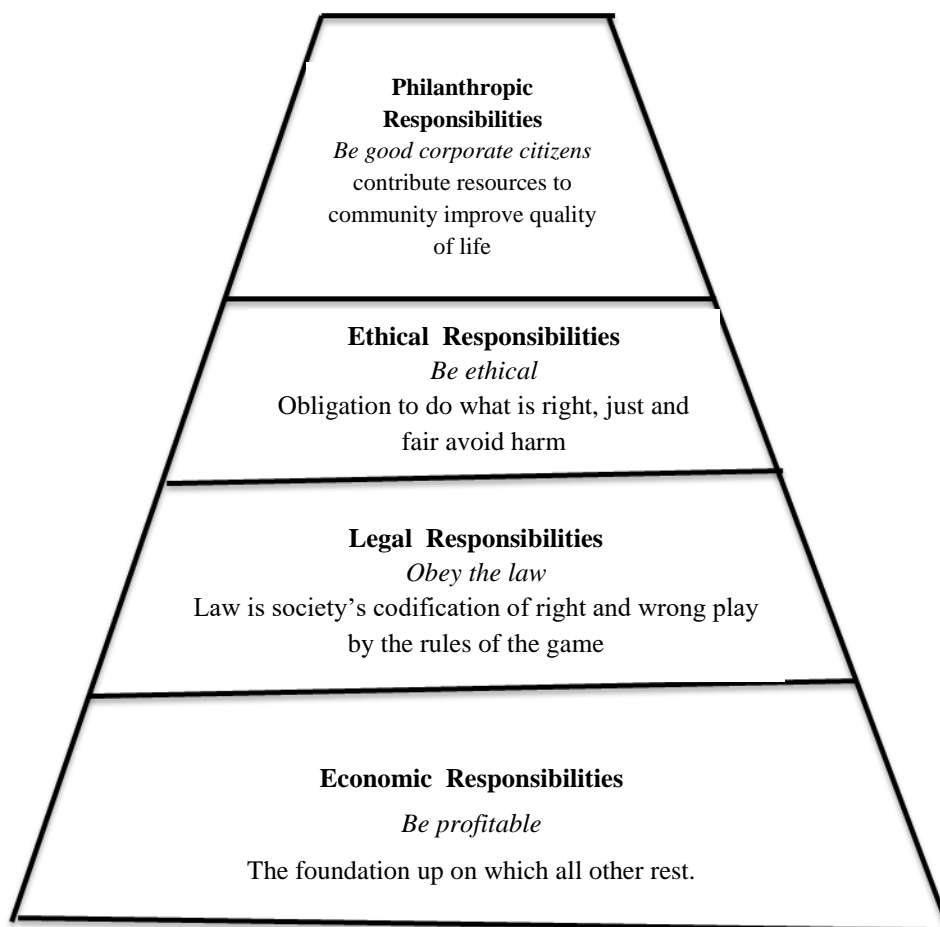 Philanthropic
Responsibilities
Be good corporate citizens
contribute resources to
community improve quality
of life
Ethical Responsibilities
Be ethical
Obligation to do what is right, just and
fair avoid harm
Legal Responsibilities
Obey the law
Law is society’s codification of right and wrong play
by the rules of the game
Economic Responsibilities
Be profitable
The foundation up on which all other rest.